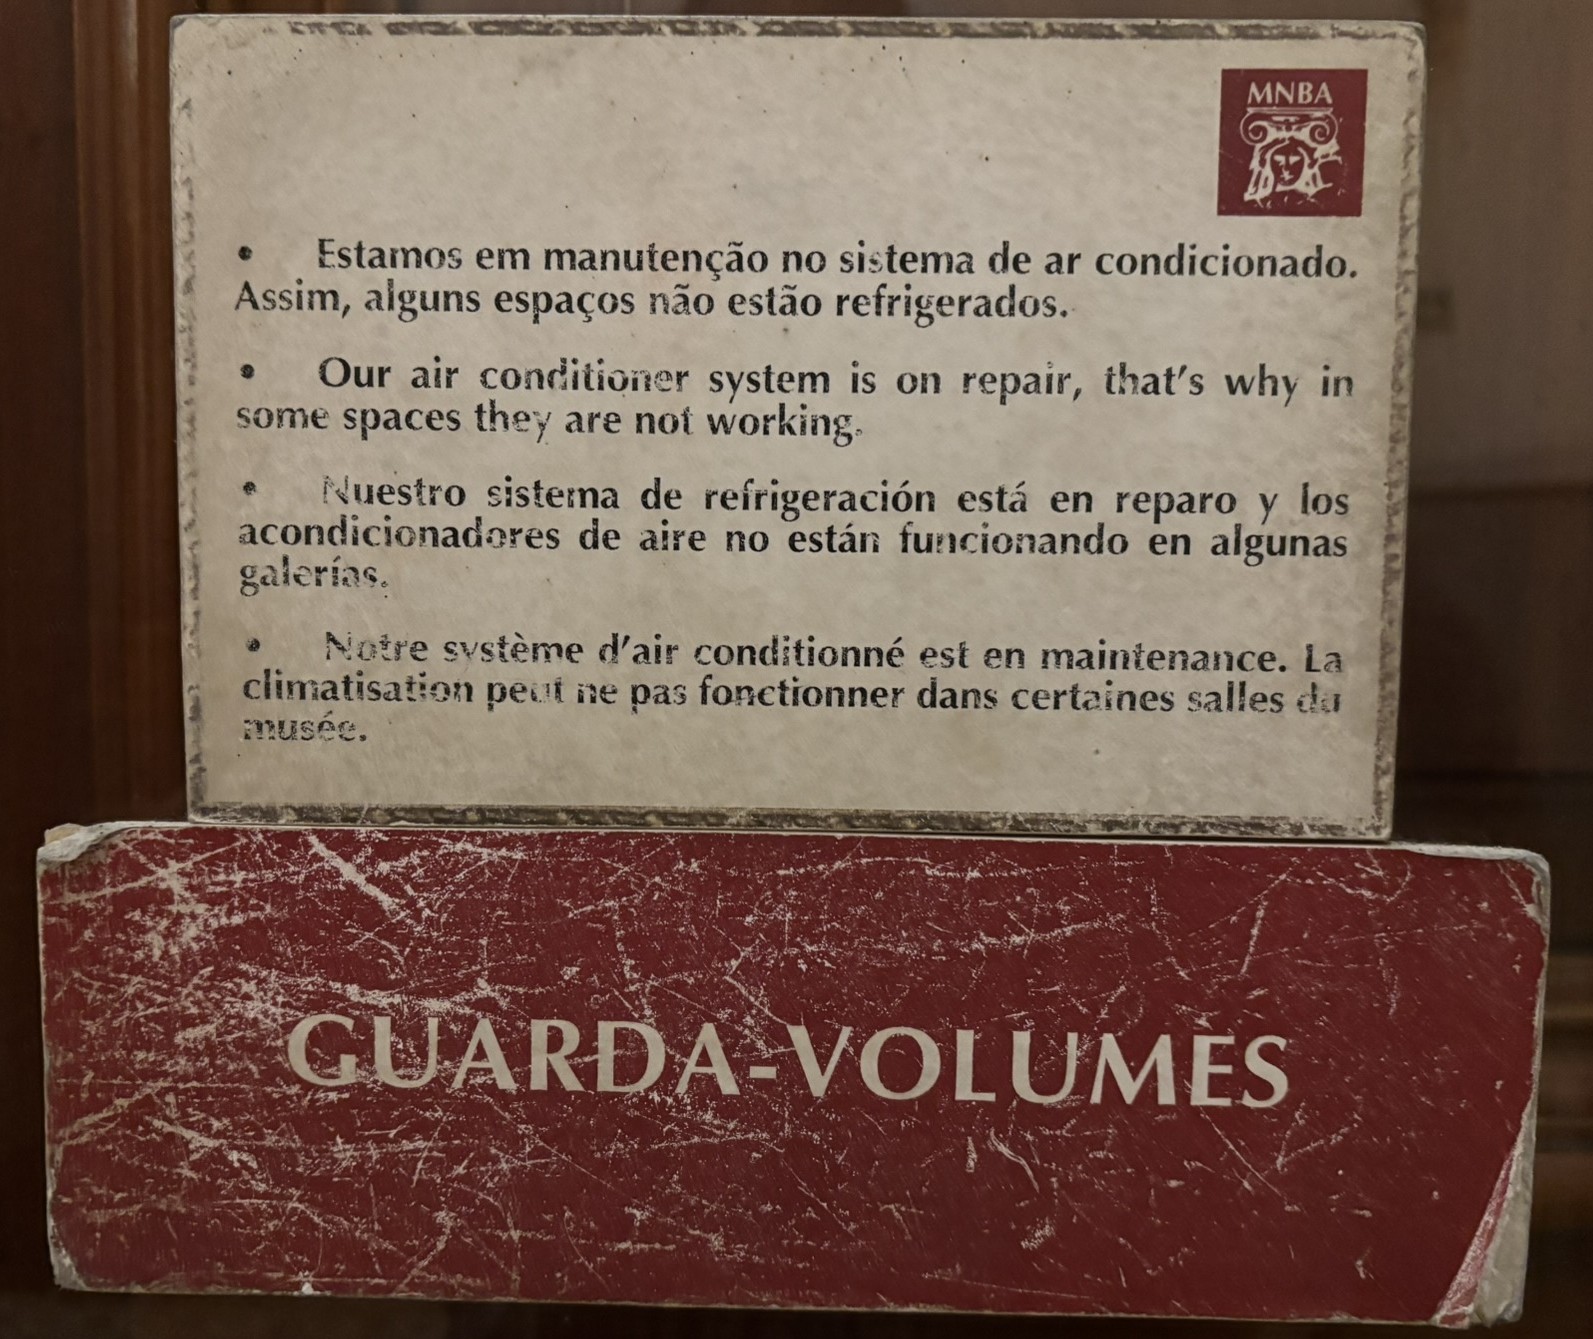 MNBA
• Estamos em manutenção no sistema de ar condicionado.
Assim, alguns espaços não estão refrigerados.
• Our air conditioner system is on repair, that's why in
some spaces they are not working.
• Nuestro sistema de refrigeración está en reparo y los
acondicionadores de aire no están funcionando en algunas
galerías.
• Notre système d'air conditionné est en maintenance. La
climatisation peut ne pas fonctionner dans certaines salles du
musée.
GUARDA-VOLUMES